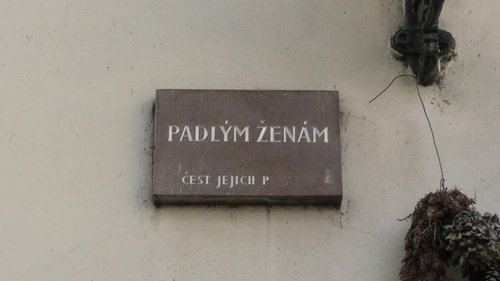 PADLÝM ŽENÁM
ČEST JEJICH